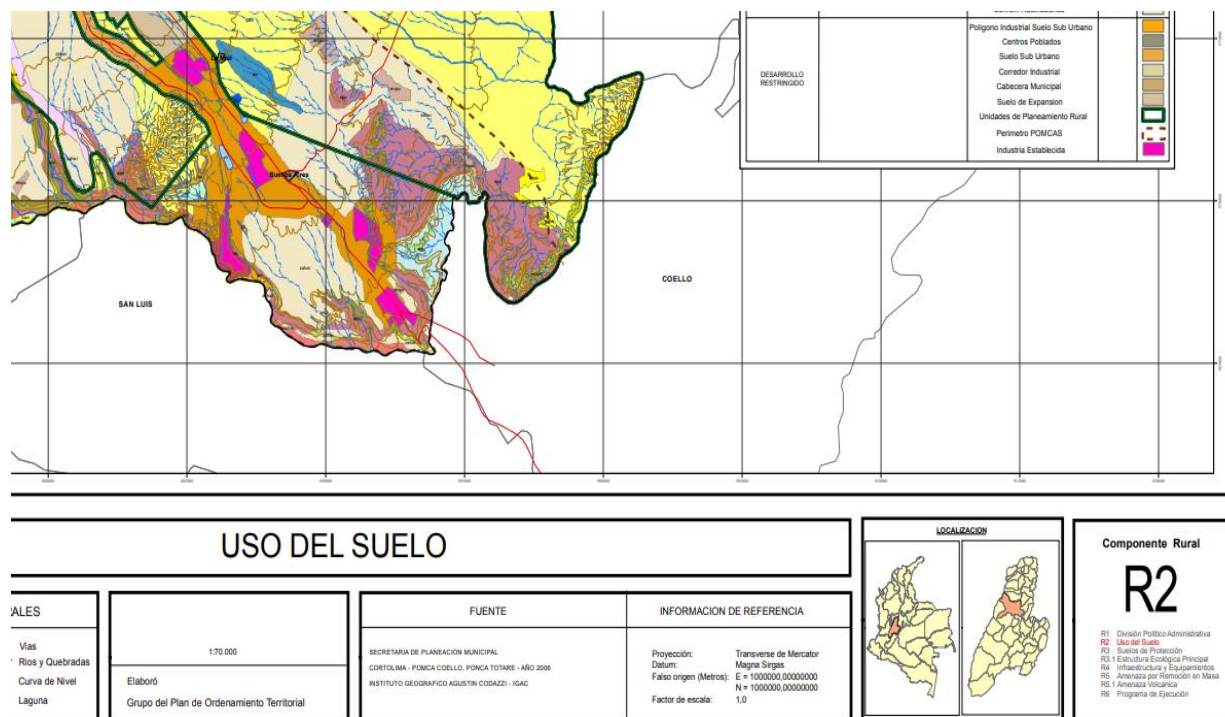 DESARROLLO
RESTRINGIDO
Poligono Industrial Suelo Sub Urbano
Centros Poblados
Suelo Sub Urbano
Corredor Industrial
Cabecera Municipal
Suelo de Expansion
Unidades de Planeamiento Rural
Perimetro POMCAS
Industria Establecida
Buenos Aires
COELLO
SAN LUIS
USO DEL SUELO
LOCALIZACION
Componente Rural
R2
R1 División Político Administrativa
R2 Uso del Suelo
R3 Suelos de Protección
R3.1 Estructura Ecológica Principal
R4 Infraestructura y Equipamientos
R5 Amenaza por Remoción en Masa
R5.1 Amenaza Volcanica
R6 Programa de Ejecución
ALES
Vias
Rios y Quebradas
Curva de Nivel
Laguna
1:70.000
Elaboró
Grupo del Plan de Ordenamiento Territorial
FUENTE
SECRETARIA DE PLANEACION MUNICIPAL
CORTOLIMA - POMCA COELLO, PONCA TOTARE - AÑO 2006
INSTITUTO GEOGRAFICO AGUSTIN CODAZZI - IGAC
INFORMACION DE REFERENCIA
Proyección: Transverse de Mercator
Datum: Magna Sirgas
Falso origen (Metros): E = 1000000,00000000
N = 1000000,00000000
Factor de escala: 1,0